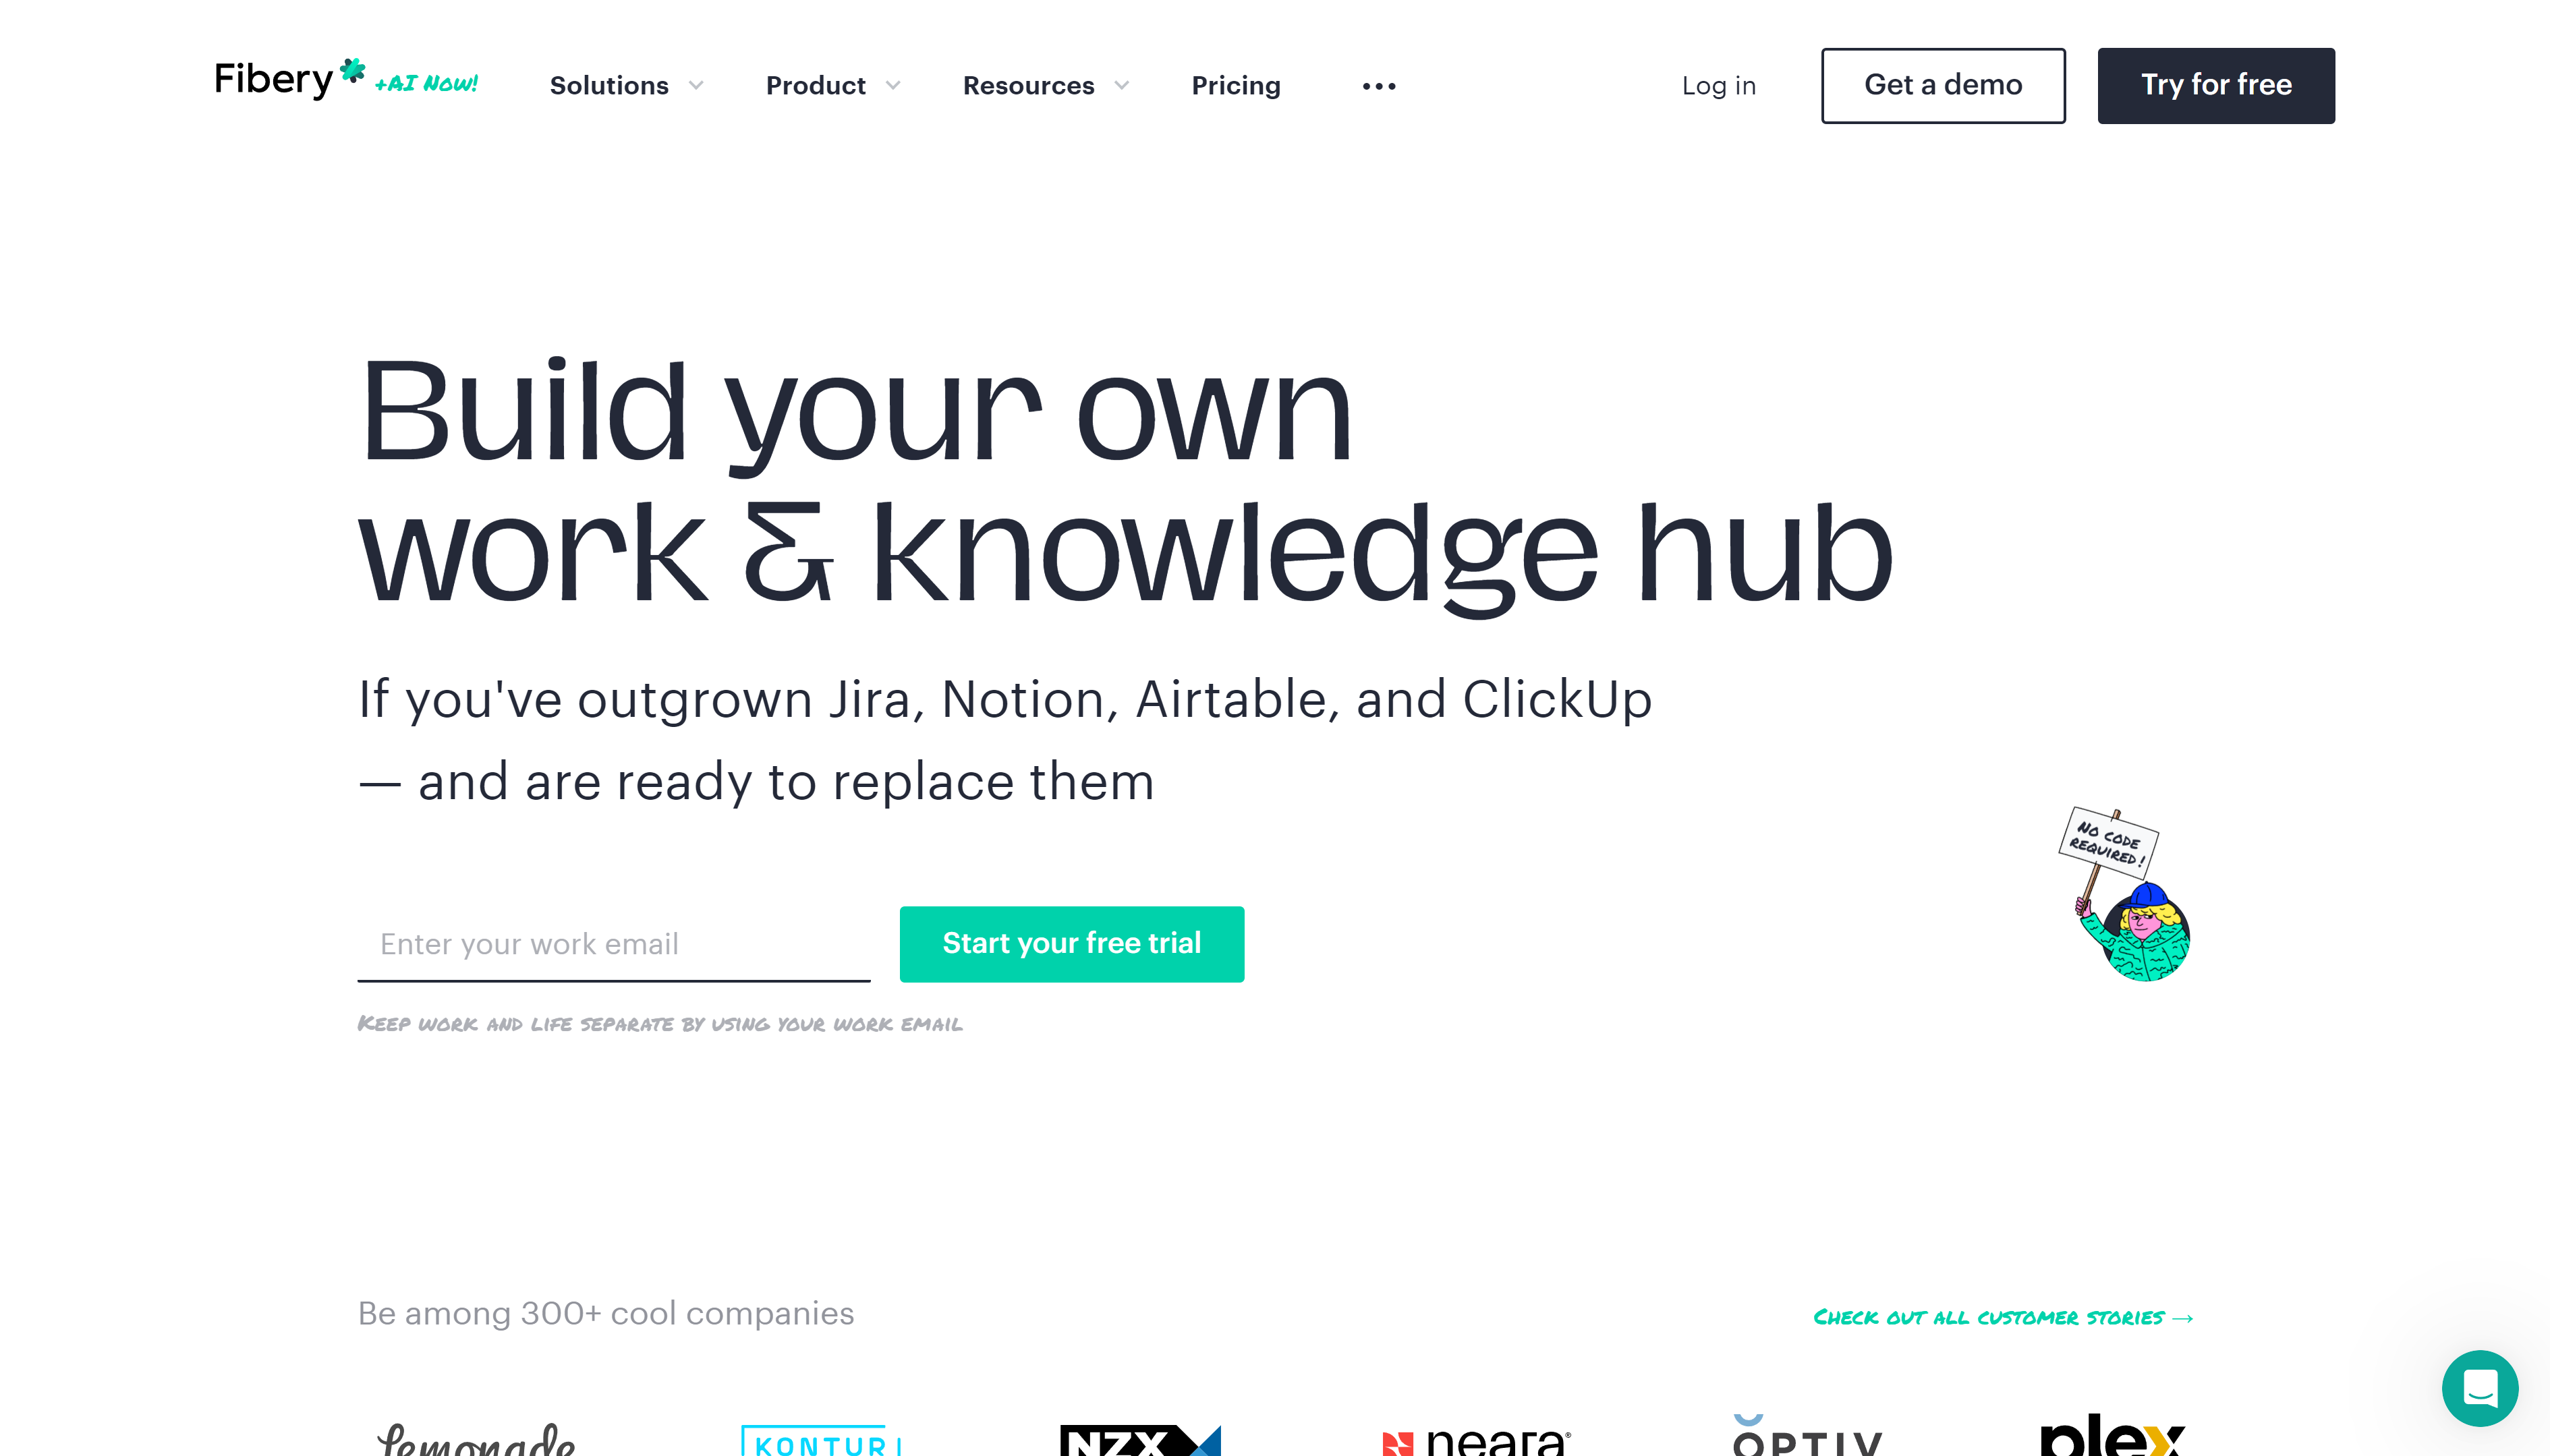 Fibery +AI Now! Solutions Product Resources Pricing ••• Log in Get a demo Try for free
Build your own
work & knowledge hub
If you've outgrown Jira, Notion, Airtable, and ClickUp
— and are ready to replace them
No code
required!
Enter your work email Start your free trial
Keep work and life separate by using your work email
Be among 300+ cool companies Check out all customer stories →
Lemonade KONTURI NZX neara® OPTIV plex